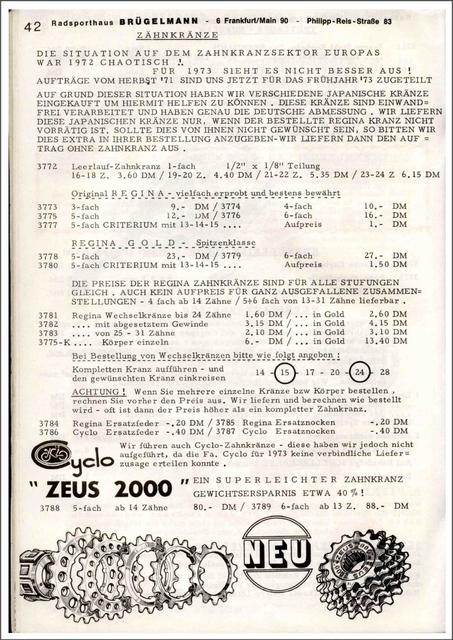 42 Radsporthaus BRÜGELMANN - 6 Frankfurt/Main 90 - Philipp-Reis-Straße 83
ZÄHNKRÄNZE
DIE SITUATION AUF DEM ZAHNKRANZSEKTOR EUROPAS
WAR 1972 CHAOTISCH !.
FÜR 1973 SIEHT ES NICHT BESSER AUS !
AUFTRÄGE VOM HERBST '71 SIND UNS JETZT FÜR DAS FRÜHJAHR '73 ZUGETEILT
AUF GRUND DIESER SITUATION HABEN WIR VERSCHIEDENE JAPANISCHE KRÄNZE
EINGEKAUFT UM HIERMIT HELFEN ZU KÖNNEN . DIESE KRÄNZE SIND EINWAND=
FREI VERARBEITET UND HABEN GENAU DIE DEUTSCHE ABMESSUNG . WIR LIEFERN
DIESE JAPANISCHEN KRÄNZE NUR, WENN DER BESTELLTE REGINA KRANZ NICHT
VORRÄTIG IST. SOLLTE DIES VON IHNEN NICHT GEWÜNSCHT SEIN, SO BITTEN WIR
DIES EXTRA IN IHRER BESTELLUNG ANZUGEBEN-WIR LIEFERN DANN DEN AUF =
TRAG OHNE ZAHNKRANZ AUS .
3772 Leerlauf-Zahnkranz 1-fach 1/2" x 1/8" Teilung
16-18 Z. 3.60 DM / 19-20 Z. 4.40 DM / 21-22 Z. 5.35 DM / 23-24 Z 6.15 DM
Original REGINA - vielfach erprobt und bestens bewährt
3773 3-fach 9.- DM / 3774 4-fach 10.- DM
3775 5-fach 12.- DM / 3776 6-fach 16.- DM
3777 5-fach CRITERIUM mit 13-14-15 .... Aufpreis 1.- DM
REGINA GOLD - Spitzenklasse
3778 5-fach 23,- DM / 3779 6-fach 27.- DM
3780 5-fach CRITERIUM mit 13-14-15 .... Aufpreis 1.50 DM
DIE PREISE DER REGINA ZAHNKRÄNZE SIND FÜR ALLE STUFUNGEN
GLEICH , AUCH KEIN AUFPREIS FÜR GANZ AUSGEFALLENE ZUSAMMEN=
STELLUNGEN - 4 fach ab 14 Zähne / 5+6 fach von 13-31 Zähne lieferbar .
3781 Regina Wechselkränze bis 24 Zähne 1,60 DM / ... in Gold 2,60 DM
3782 .... mit abgesetztem Gewinde 3,15 DM / ... in Gold 4,15 DM
3783 .... von 25 - 31 Zähne 2,10 DM / ... in Gold 3,10 DM
3775-K .... Körper einzeln 6.- DM / ... in Gold 13.40 DM
Bei Bestellung von Wechselkränzen bitte wie folgt angeben :
Kompletten Kranz aufführen - und
den gewünschten Kranz einkreisen 14 - 15 - 17 - 20 - 24 - 28
ACHTUNG ! Wenn Sie mehrere einzelne Kränze bzw Körper bestellen ,
rechnen Sie vorher den Preis aus. Wir liefern und berechnen wie bestellt
wird - oft ist dann der Preis höher als ein kompletter Zahnkranz.
3784 Regina Ersatzfeder -.20 DM / 3785 Regina Ersatznocken -.20 DM
3786 Cyclo Ersatzfeder -.40 DM / 3787 Cyclo Ersatznocken -.40 DM
Cyclo
Wir führen auch Cyclo-Zahnkränze - diese haben wir jedoch nicht
aufgeführt, da die Fa. Cyclo für 1973 keine verbindliche Liefer=
zusage erteilen konnte .
" ZEUS 2000 " EIN SUPERLEICHTER ZAHNKRANZ
GEWICHTSERSPARNIS ETWA 40 % !
3788 5-fach ab 14 Zähne 80.- DM / 3789 6-fach ab 13 Z. 88.- DM
NEU